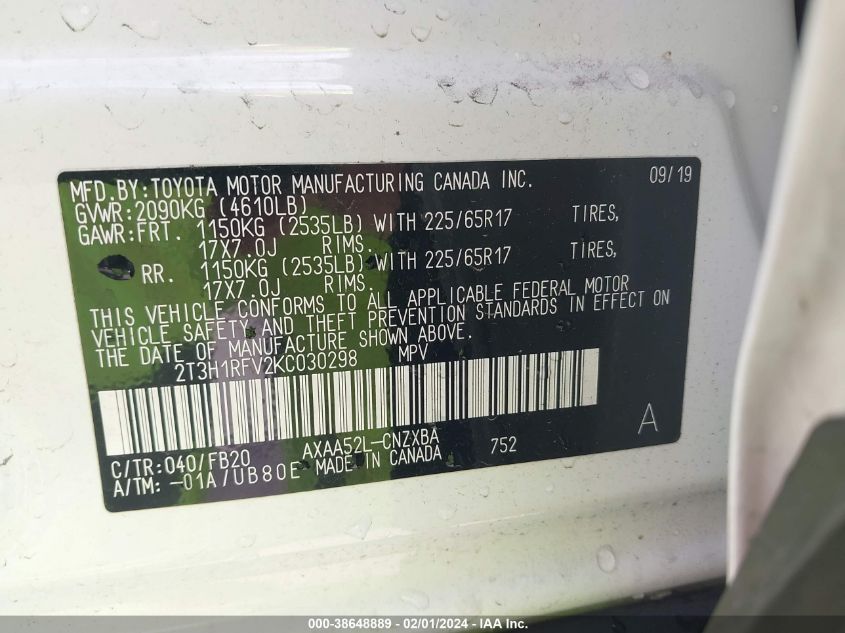 MFD.BY:TOYOTA MOTOR MANUFACTURING CANADA INC. 09/19
GVWR:2090KG (4610LB)
GAWR:FRT. 1150KG (2535LB) WITH 225/65R17 TIRES,
17X7.0J RIMS.
RR. 1150KG (2535LB) WITH 225/65R17 TIRES,
17X7.0J RIMS.
THIS VEHICLE CONFORMS TO ALL APPLICABLE FEDERAL MOTOR
VEHICLE SAFETY AND THEFT PREVENTION STANDARDS IN EFFECT ON
THE DATE OF MANUFACTURE SHOWN ABOVE.
2T3H1RFV2KC030298 MPV
A
C/TR:040/FB20 AXAA52L-CNZXBA 752
A/TM: -01A/UB80E MADE IN CANADA
000-38648889 - 02/01/2024 - IAA Inc.